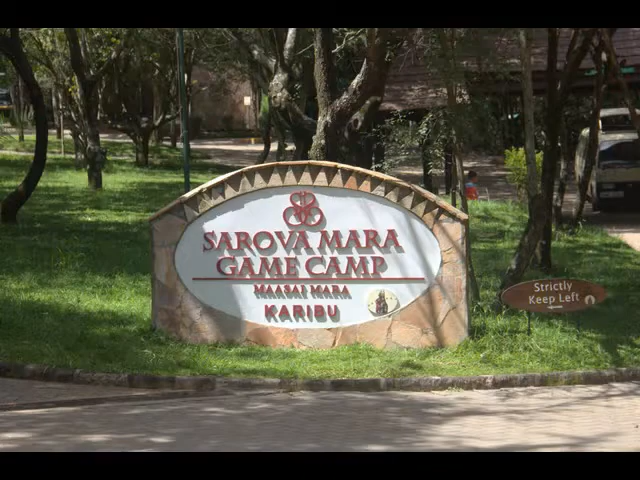 SAROVA MARA
GAME CAMP
MAASAI MARA
KARIBU
Strictly
Keep Left